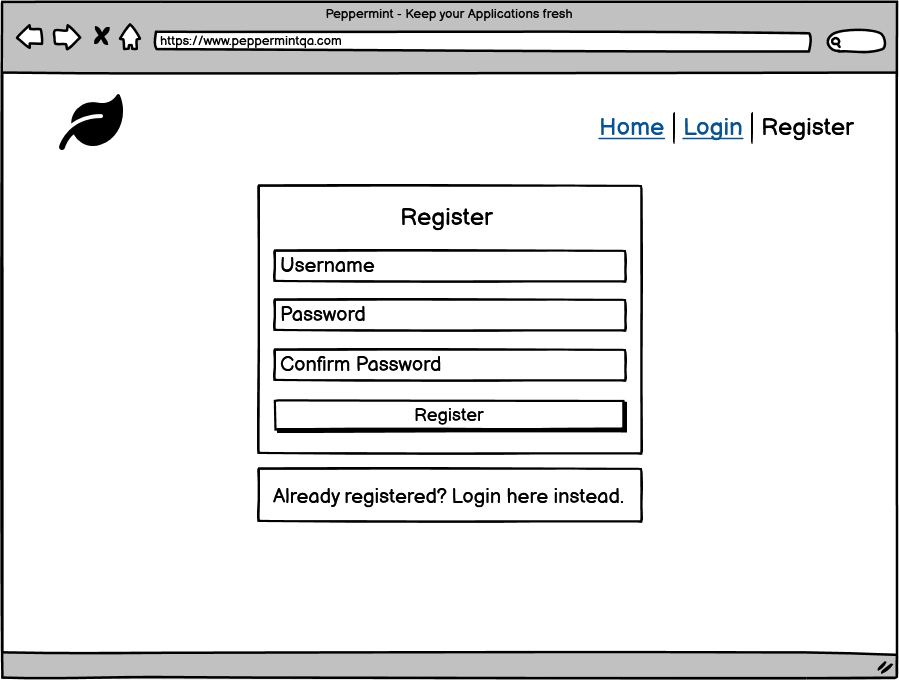 Peppermint - Keep your Applications fresh
https://www.peppermintqa.com
Home Login Register
Register
Username
Password
Confirm Password
Register
Already registered? Login here instead.